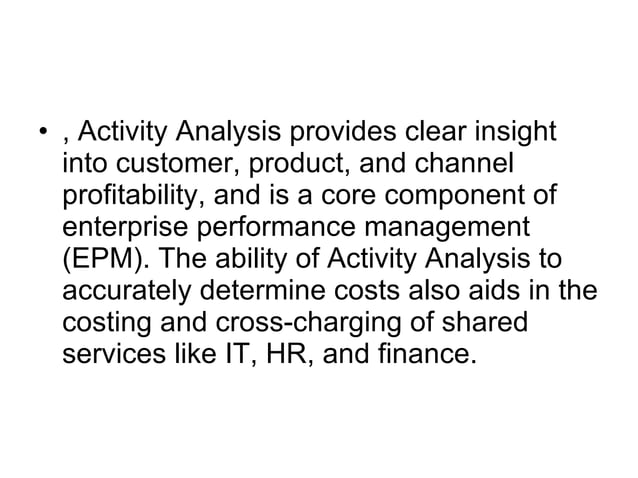 • , Activity Analysis provides clear insight
into customer, product, and channel
profitability, and is a core component of
enterprise performance management
(EPM). The ability of Activity Analysis to
accurately determine costs also aids in the
costing and cross-charging of shared
services like IT, HR, and finance.